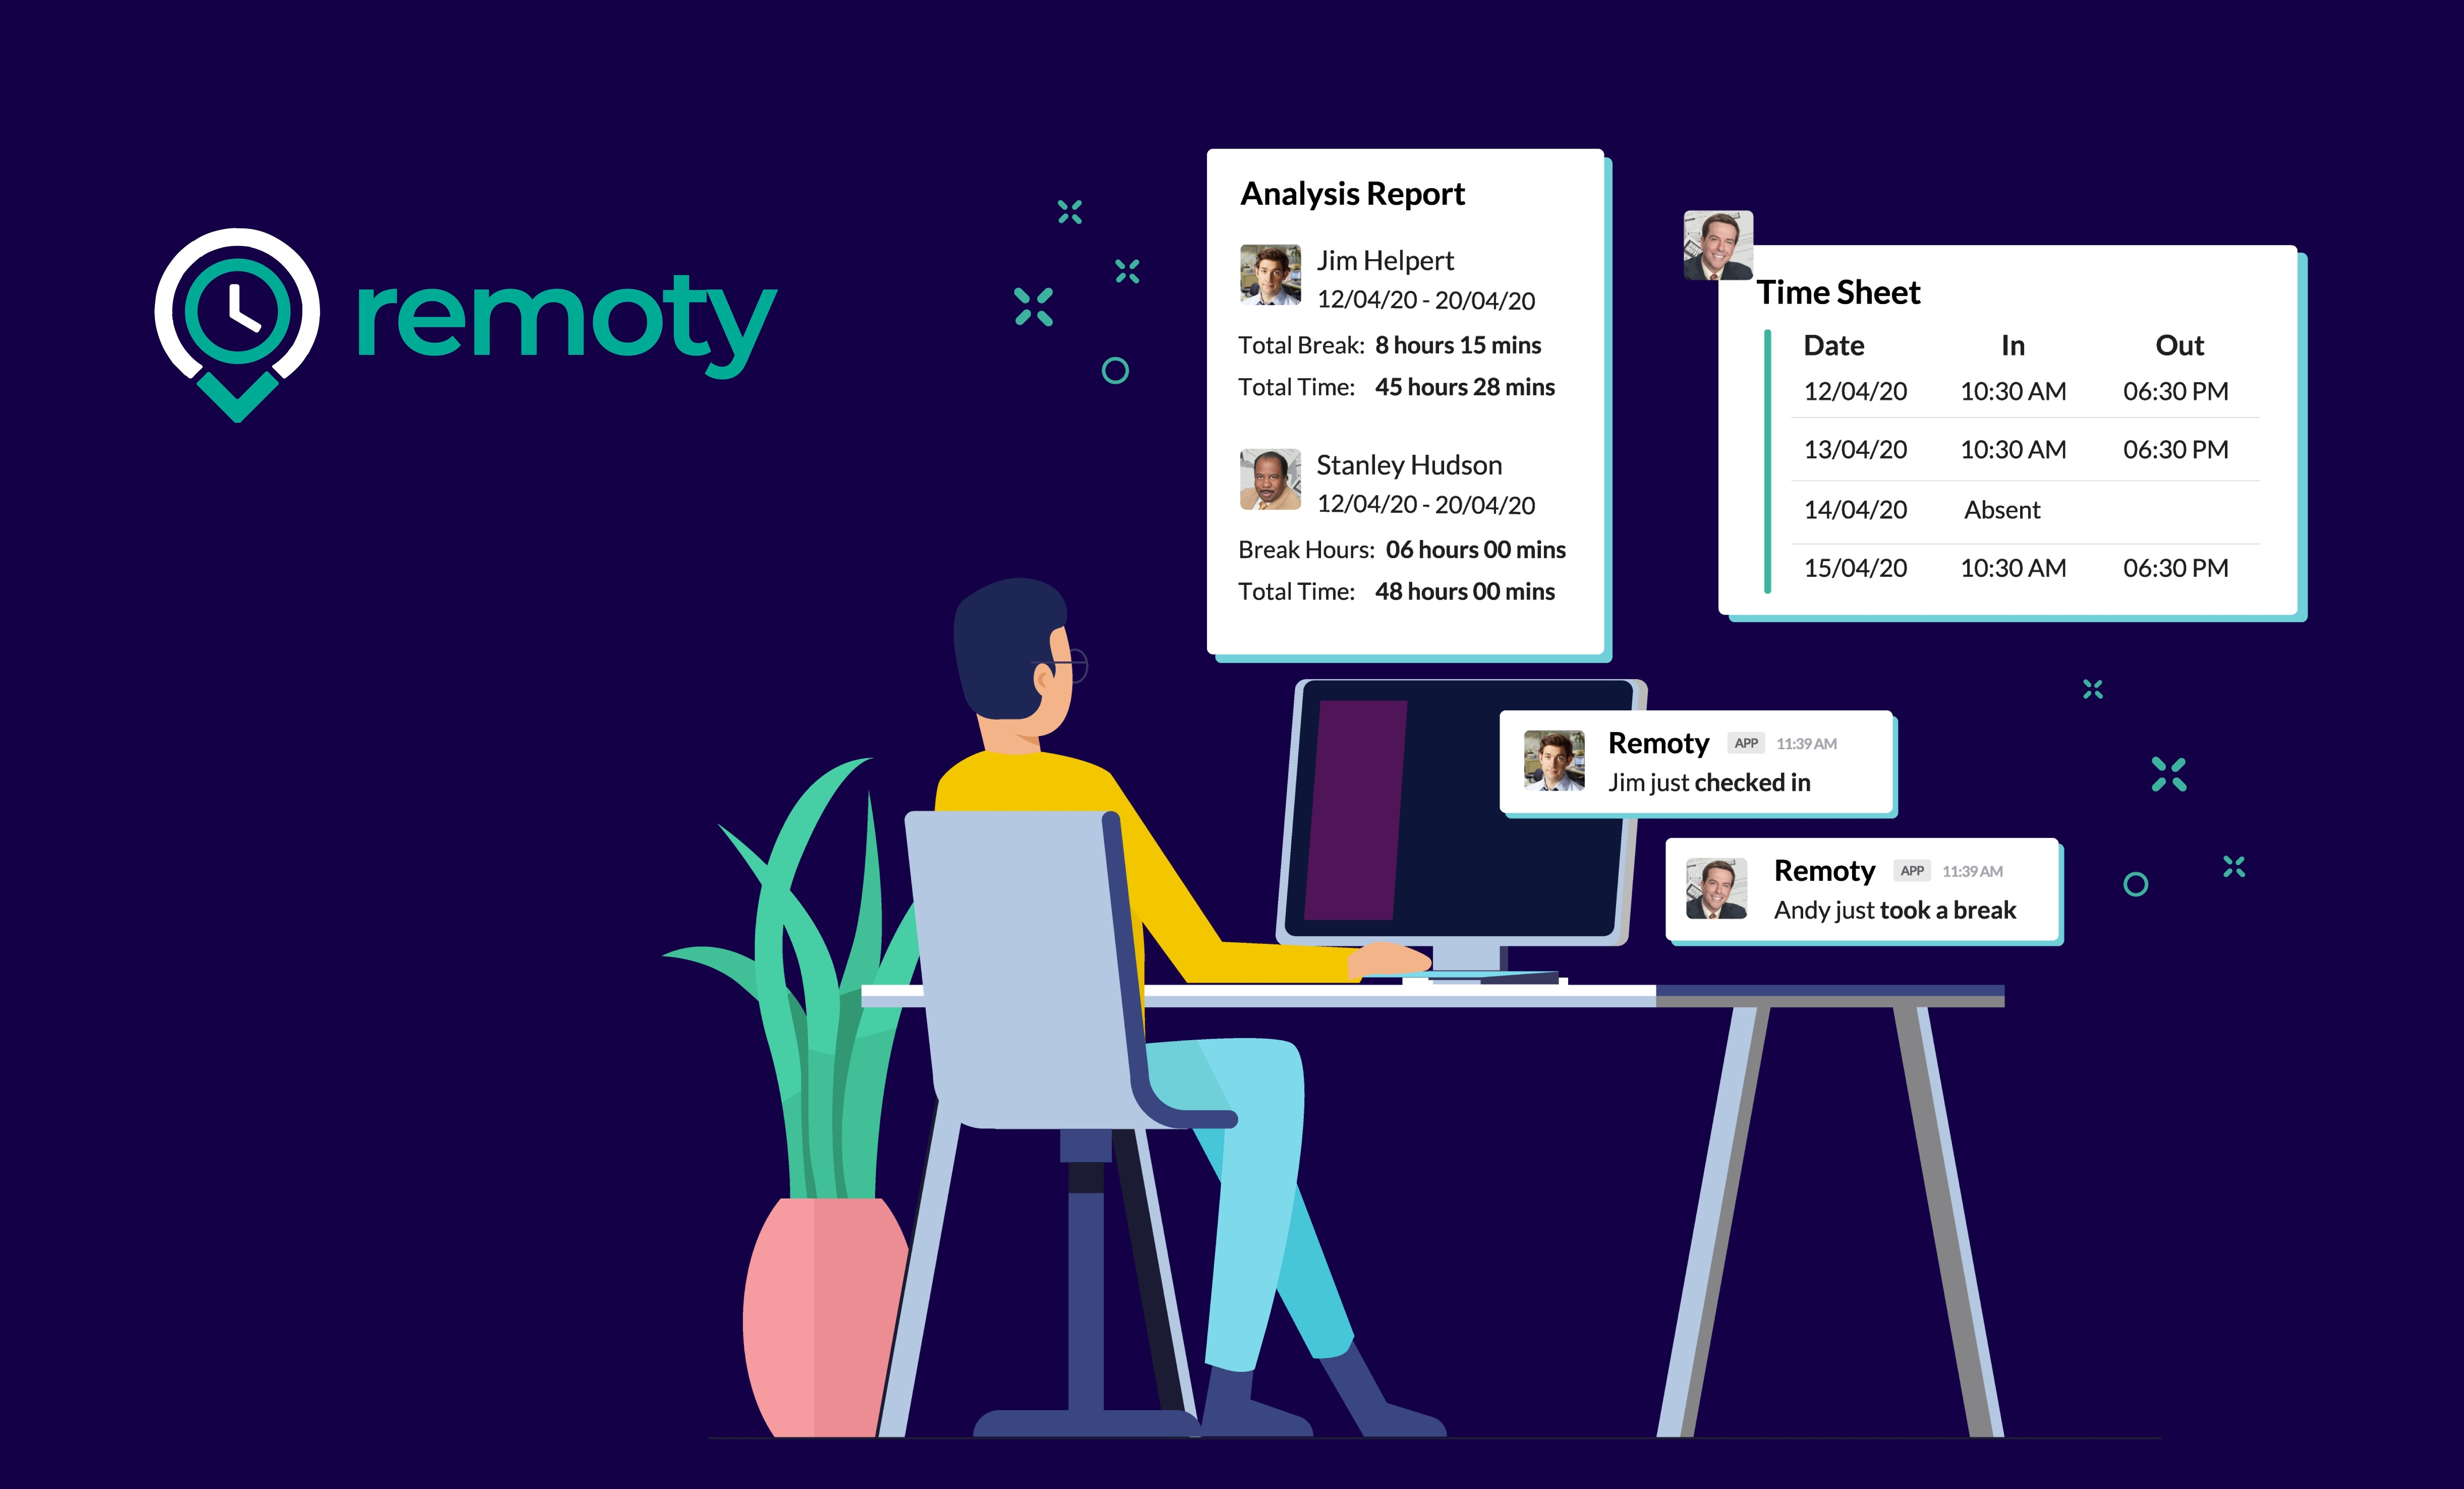 remoty
Analysis Report
Jim Helpert
12/04/20 - 20/04/20
Total Break: 8 hours 15 mins
Total Time: 45 hours 28 mins
Stanley Hudson
12/04/20 - 20/04/20
Break Hours: 06 hours 00 mins
Total Time: 48 hours 00 mins
Time Sheet
Date In Out
12/04/20 10:30 AM 06:30 PM
13/04/20 10:30 AM 06:30 PM
14/04/20 Absent
15/04/20 10:30 AM 06:30 PM
Remoty APP 11:39 AM
Jim just checked in
Remoty APP 11:39 AM
Andy just took a break